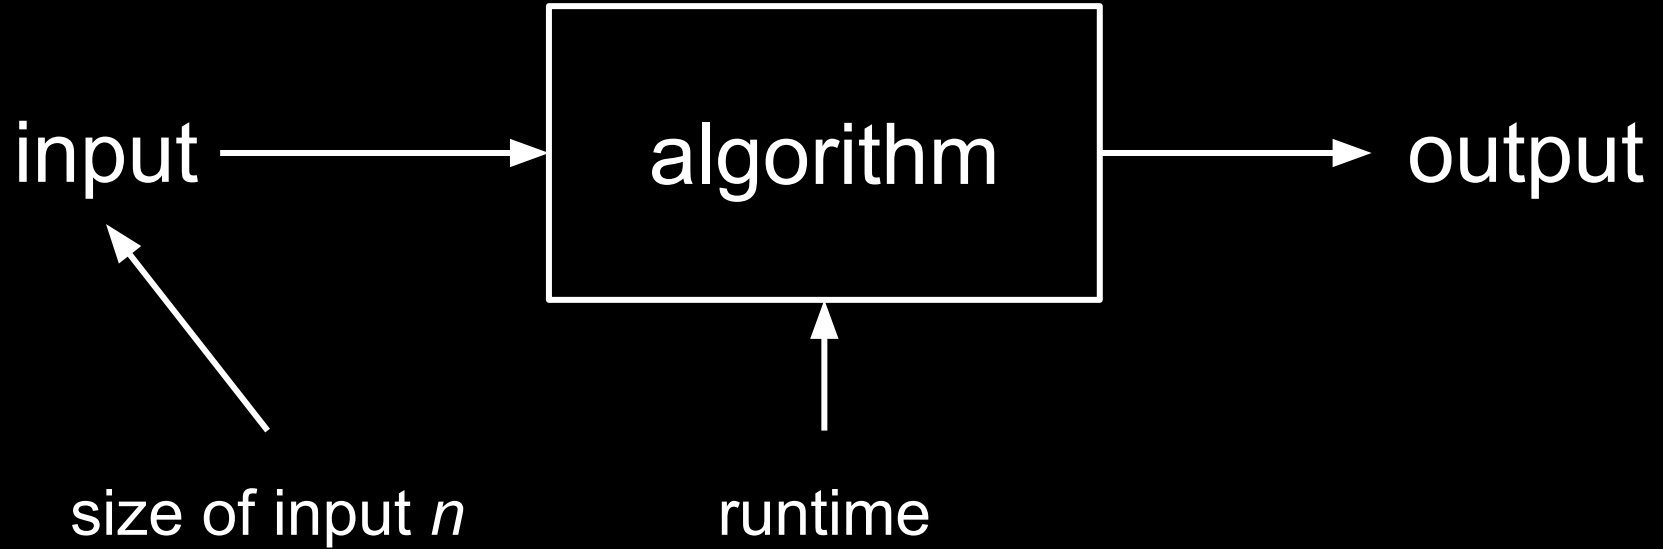 input
algorithm
output
size of input n
runtime